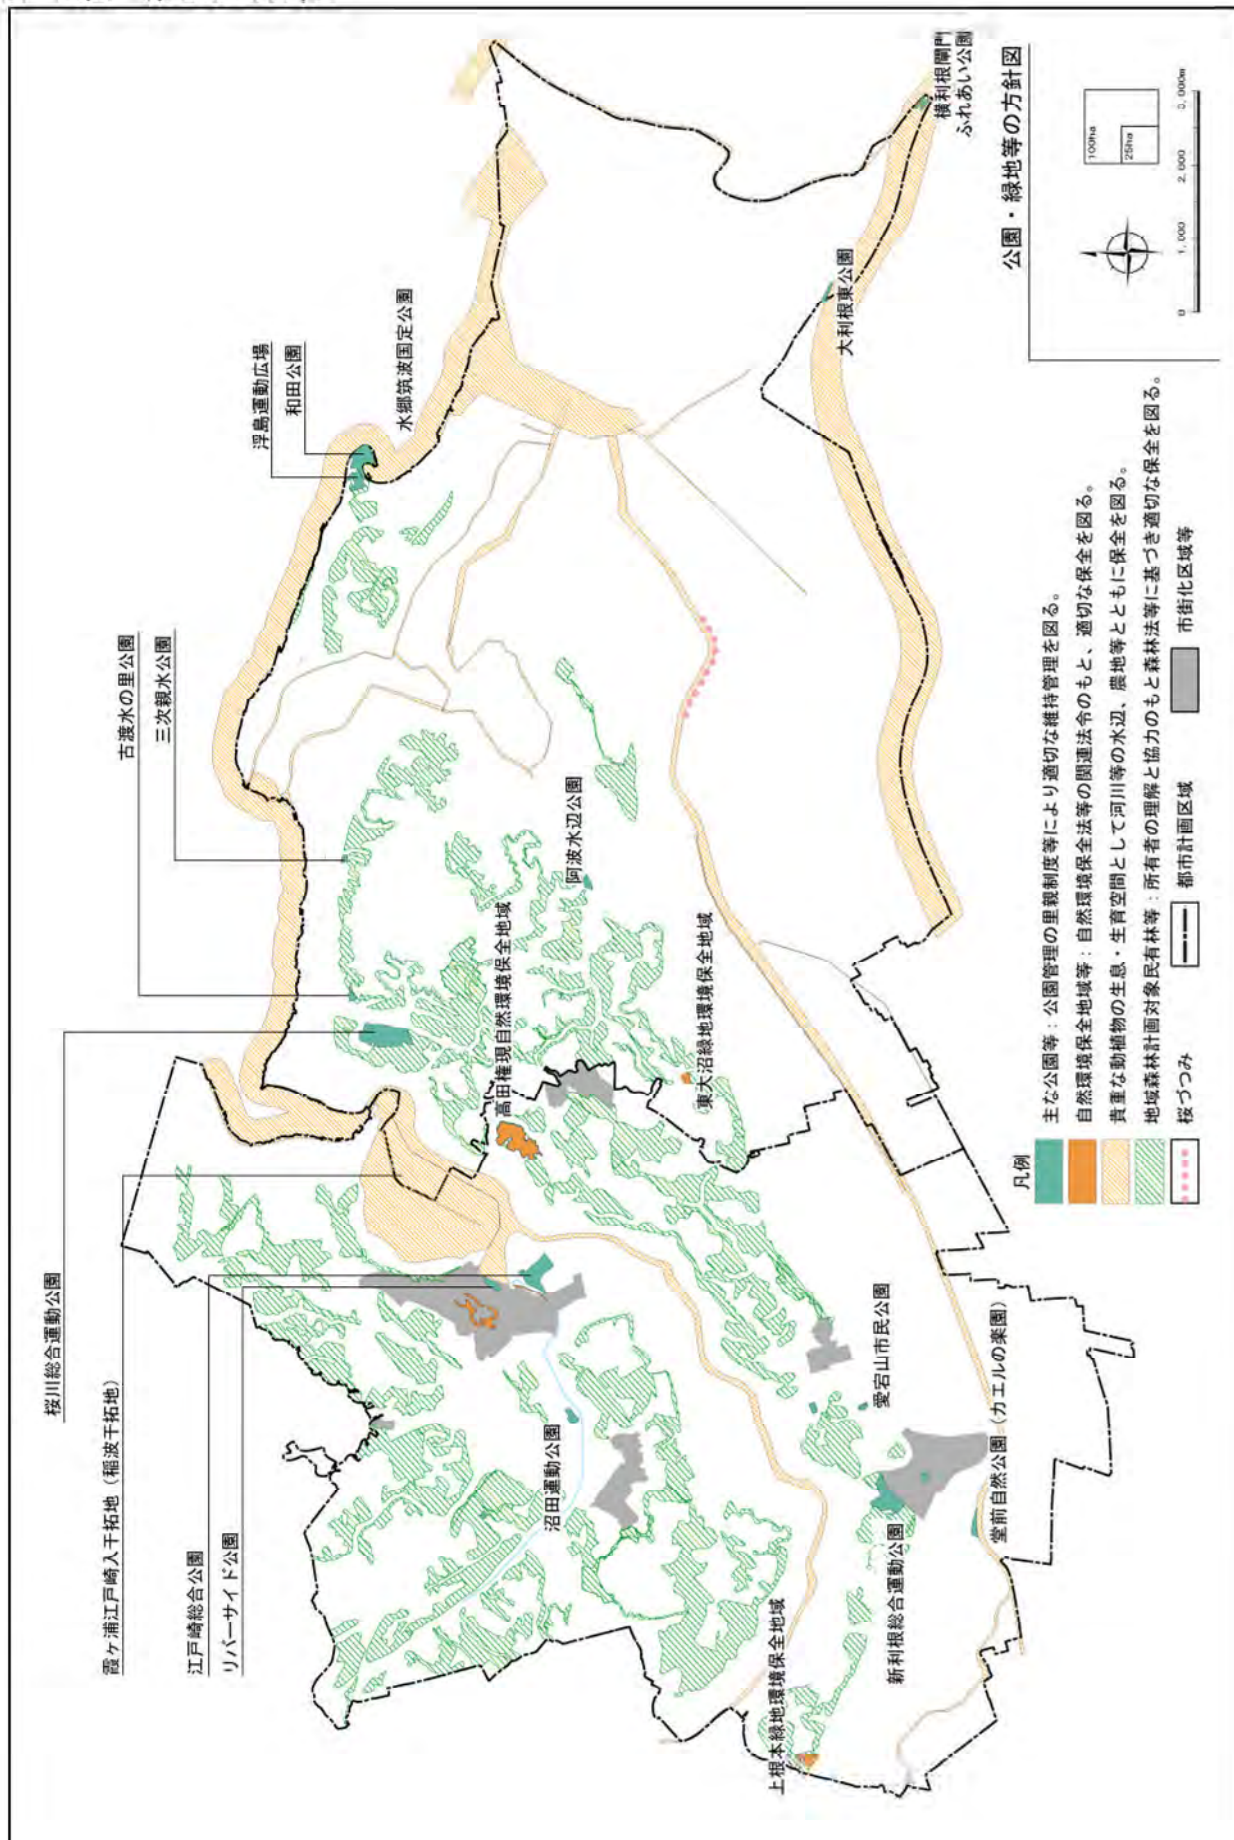 公園・緑地等の方針図
100ha
25ha
0
1,000
2,000
3,000m
横利根閘門
ふれあい公園
大利根東公園
水郷筑波国定公園
浮島運動広場
和田公園
古渡水の里公園
三次親水公園
阿波水辺公園
高田権現自然環境保全地域
東大沼緑地環境保全地域
桜川総合運動公園
霞ヶ浦江戸崎入干拓地(稲波干拓地)
江戸崎総合公園
リバーサイド公園
沼田運動公園
愛宕山市民公園
堂前自然公園(カエルの楽園)
新利根総合運動公園
上根本緑地環境保全地域
凡例
主な公園等:公園管理の里親制度等により適切な維持管理を図る。
自然環境保全地域等:自然環境保全法等の関連法令のもと、適切な保全を図る。
貴重な動植物の生息・生育空間として河川等の水辺、農地等とともに保全を図る。
地域森林計画対象民有林等:所有者の理解と協力のもと森林法等に基づき適切な保全を図る。
桜づつみ
都市計画区域
市街化区域等